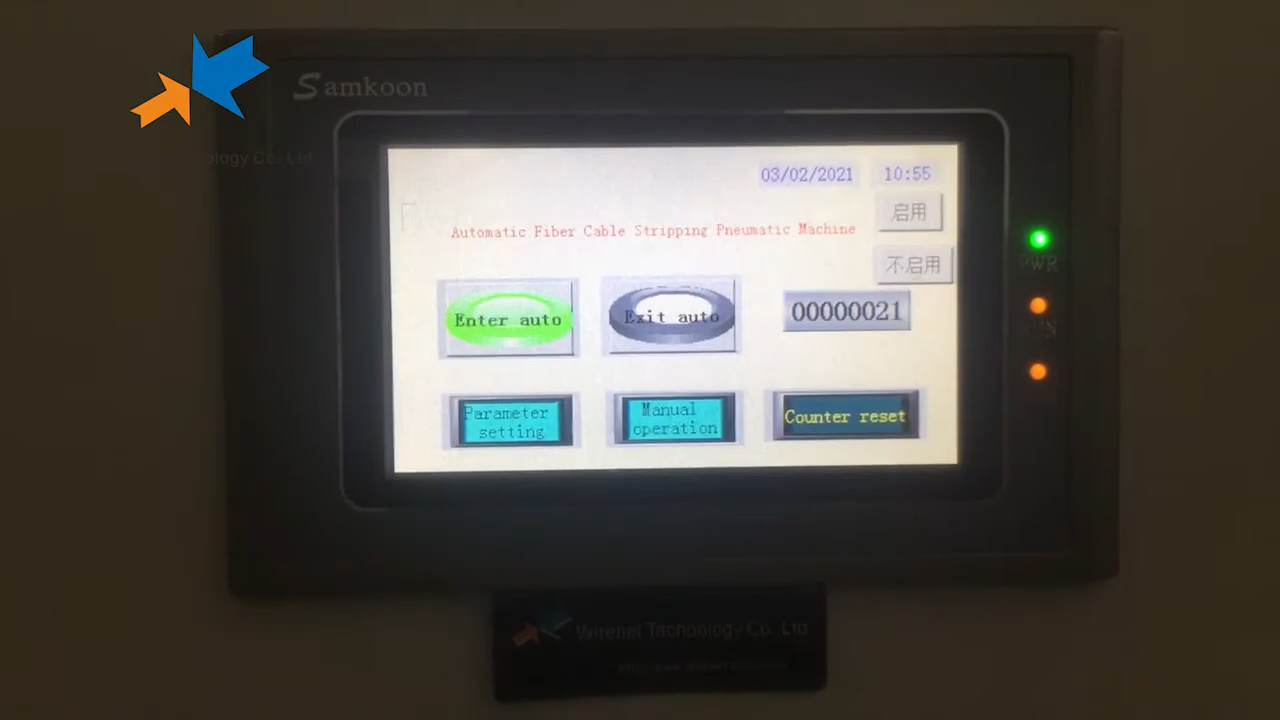 Samkoon
ology Co., Ltd
03/02/2021 10:55
启用
Automatic Fiber Cable Stripping Pneumatic Machine
不启用
PWR
Enter auto
Exit auto
00000021
Parameter
setting
Manual
operation
Counter reset
Wirenet Technology Co., Ltd